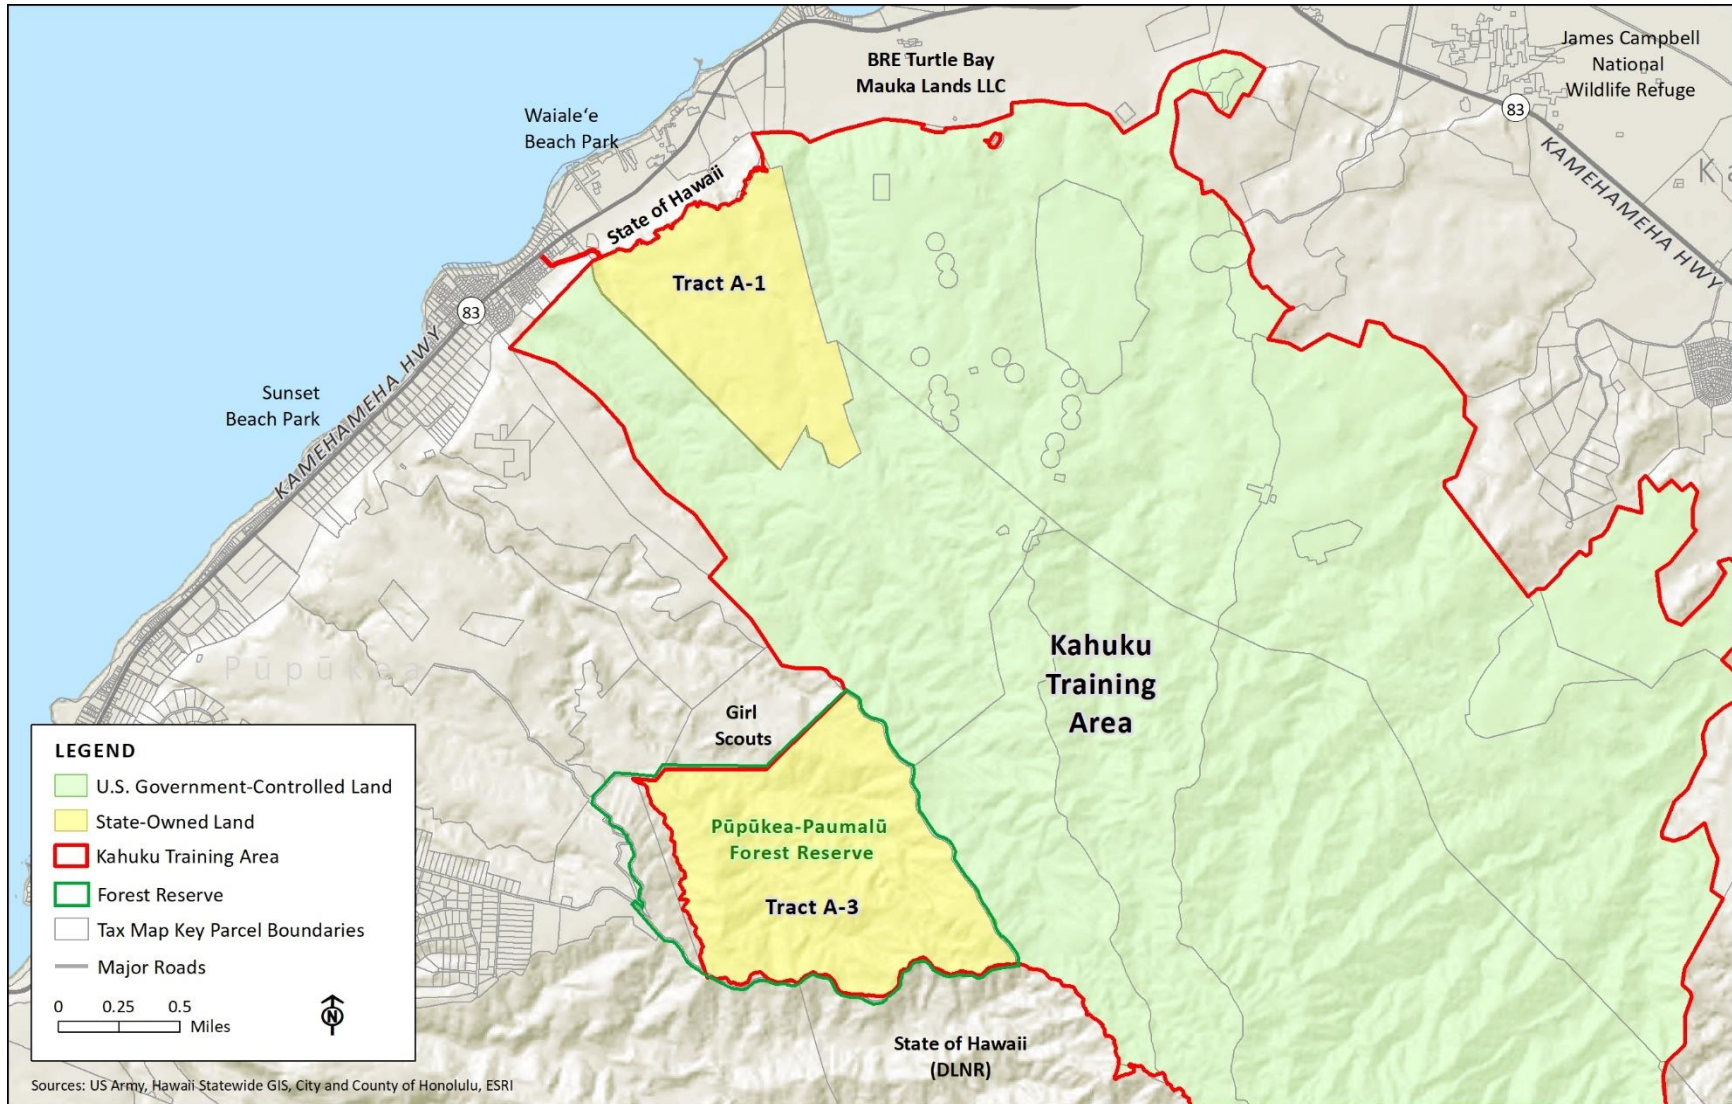 BRE Turtle Bay
Mauka Lands LLC
James Campbell
National
Wildlife Refuge
83
KAMEHAMEHA HWY
Waiale‘e
Beach Park
State of Hawaii
Tract A-1
83
KAMEHAMEHA HWY
Sunset
Beach Park
Kahuku
Training
Area
Pūpūkea
Girl
Scouts
Pūpūkea-Paumalū
Forest Reserve
Tract A-3
State of Hawaii
(DLNR)
LEGEND
U.S. Government-Controlled Land
State-Owned Land
Kahuku Training Area
Forest Reserve
Tax Map Key Parcel Boundaries
Major Roads
0 0.25 0.5
Miles
N
Sources: US Army, Hawaii Statewide GIS, City and County of Honolulu, ESRI